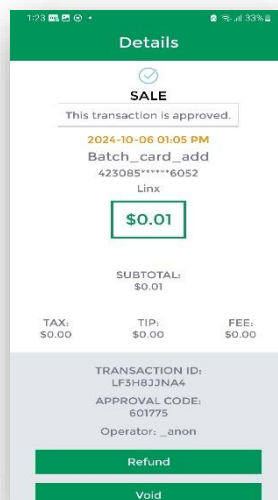 1:23
33%
Details
SALE
This transaction is approved.
2024-10-06 01:05 PM
Batch_card_add
423085******6052
Linx
$0.01
SUBTOTAL:
$0.01
TAX: TIP: FEE:
$0.00 $0.00 $0.00
TRANSACTION ID:
LF3H8JJNA4
APPROVAL CODE:
601775
Operator: _anon
Refund
Void